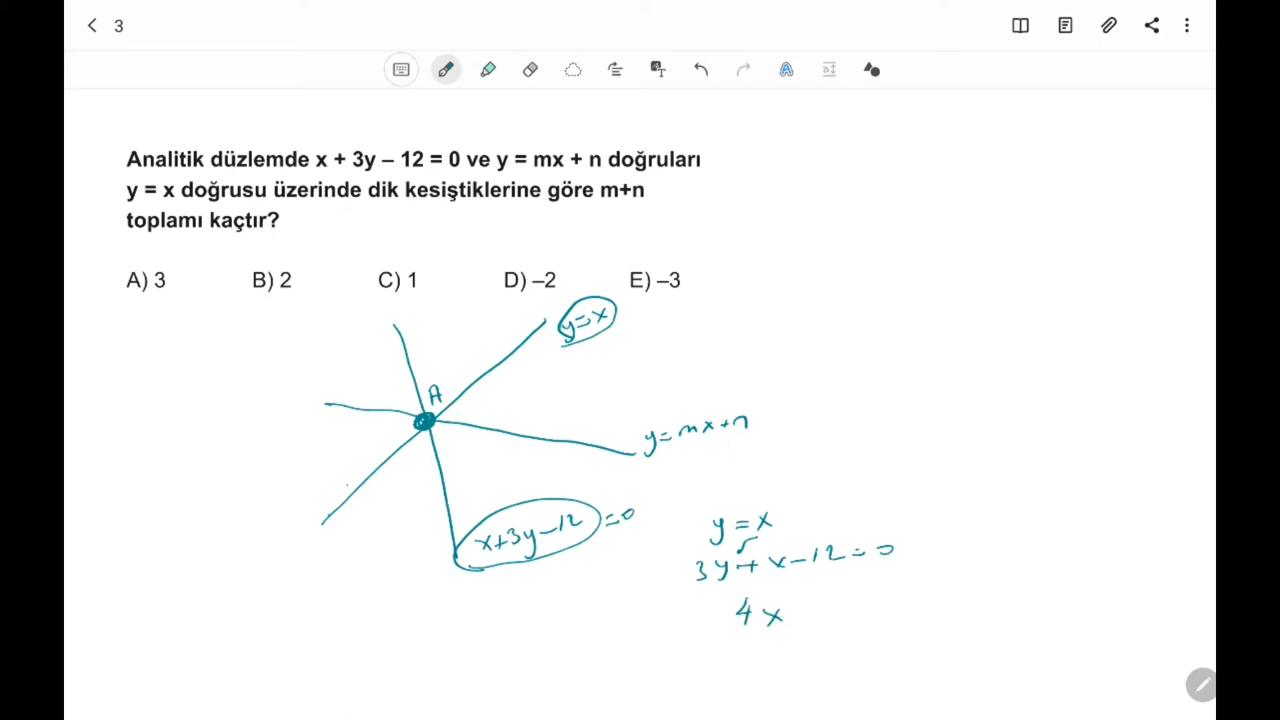 3
Analitik düzlemde x + 3y – 12 = 0 ve y = mx + n doğruları
y = x doğrusu üzerinde dik kesiştiklerine göre m+n
toplamı kaçtır?
A) 3 B) 2 C) 1 D) –2 E) –3
y=x
A
y=mx+n
x+3y-12=0
y=x
3y+x-12=0
4x